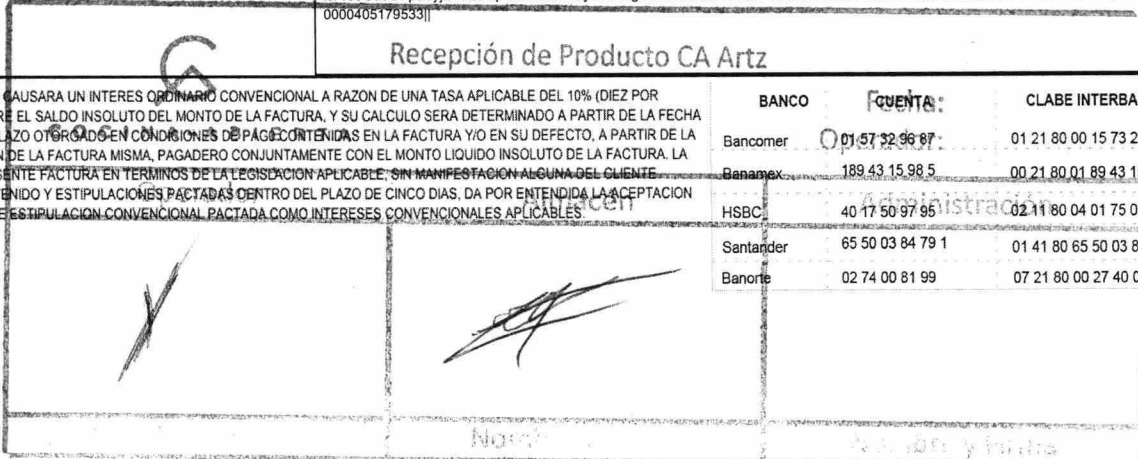 0000405179533||
Recepción de Producto CA Artz
CAUSARA UN INTERES ORDINARIO CONVENCIONAL A RAZON DE UNA TASA APLICABLE DEL 10% (DIEZ POR
EL SALDO INSOLUTO DEL MONTO DE LA FACTURA, Y SU CALCULO SERA DETERMINADO A PARTIR DE LA FECHA
OTORGADO EN CONDICIONES DE PAGO CONTENIDAS EN LA FACTURA Y/O EN SU DEFECTO, A PARTIR DE LA
DE LA FACTURA MISMA, PAGADERO CONJUNTAMENTE CON EL MONTO LIQUIDO INSOLUTO DE LA FACTURA. LA
FACTURA EN TERMINOS DE LA LEGISLACION APLICABLE, SIN MANIFESTACION ALGUNA DEL CLIENTE
Y ESTIPULACIONES PACTADAS DENTRO DEL PLAZO DE CINCO DIAS, DA POR ENTENDIDA LA ACEPTACION
ESTIPULACION CONVENCIONAL PACTADA COMO INTERESES CONVENCIONALES APLICABLES.
BANCO CUENTA CLABE INTERBA
Bancomer 01 57 32 96 87 01 21 80 00 15 73 2
Banamex 189 43 15 98 5 00 21 80 01 89 43 1
HSBC 40 17 50 97 95 02 11 80 04 01 75 0
Santander 65 50 03 84 79 1 01 41 80 65 50 03 8
Banorte 02 74 00 81 99 07 21 80 00 27 40 0
Fecha:
Almacén
Administración